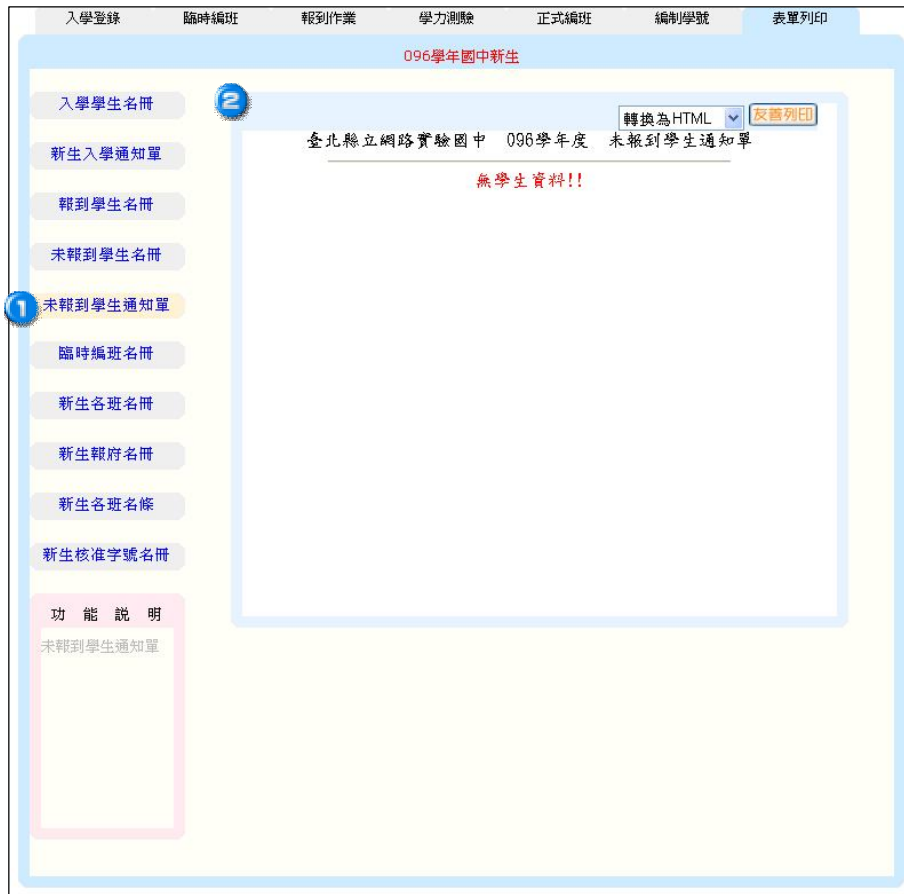 入學登錄 臨時編班 報到作業 學力測驗 正式編班 編制學號 表單列印
096學年國中新生
入學學生名冊
新生入學通知單
報到學生名冊
未報到學生名冊
1 未報到學生通知單
臨時編班名冊
新生各班名冊
新生報府名冊
新生各班名條
新生核准字號名冊
功 能 說 明
未報到學生通知單
2
轉換為HTML 友善列印
臺北縣立網路實驗國中 096學年度 未報到學生通知單
無學生資料!!